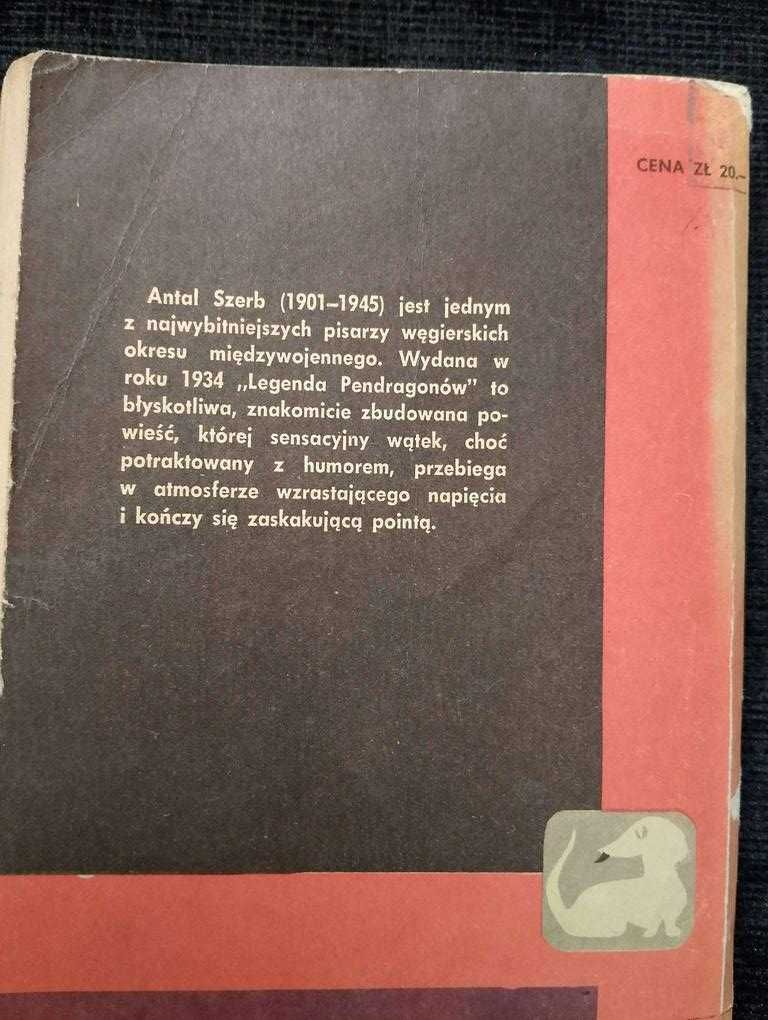 CENA ZŁ 20.–
Antal Szerb (1901–1945) jest jednym
z najwybitniejszych pisarzy węgierskich
okresu międzywojennego. Wydana w
roku 1934 „Legenda Pendragonów” to
błyskotliwa, znakomicie zbudowana po-
wieść, której sensacyjny wątek, choć
potraktowany z humorem, przebiega
w atmosferze wzrastającego napięcia
i kończy się zaskakującą pointą.